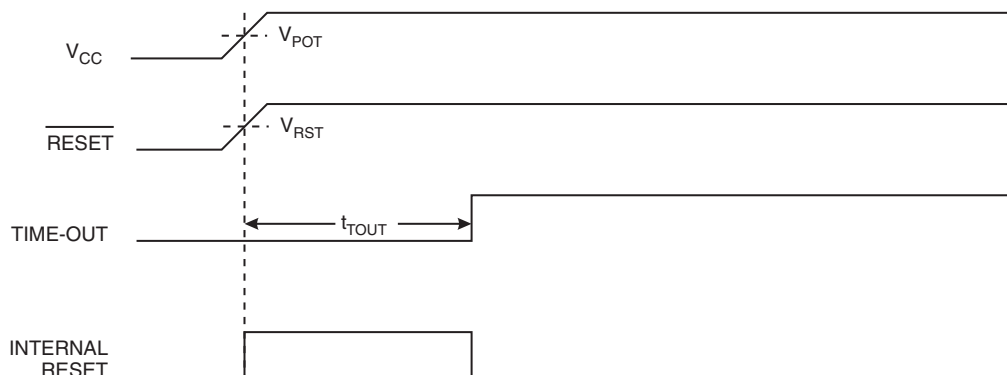 V_CC
V_POT
RESET
V_RST
TIME-OUT
t_TOUT
INTERNAL
RESET